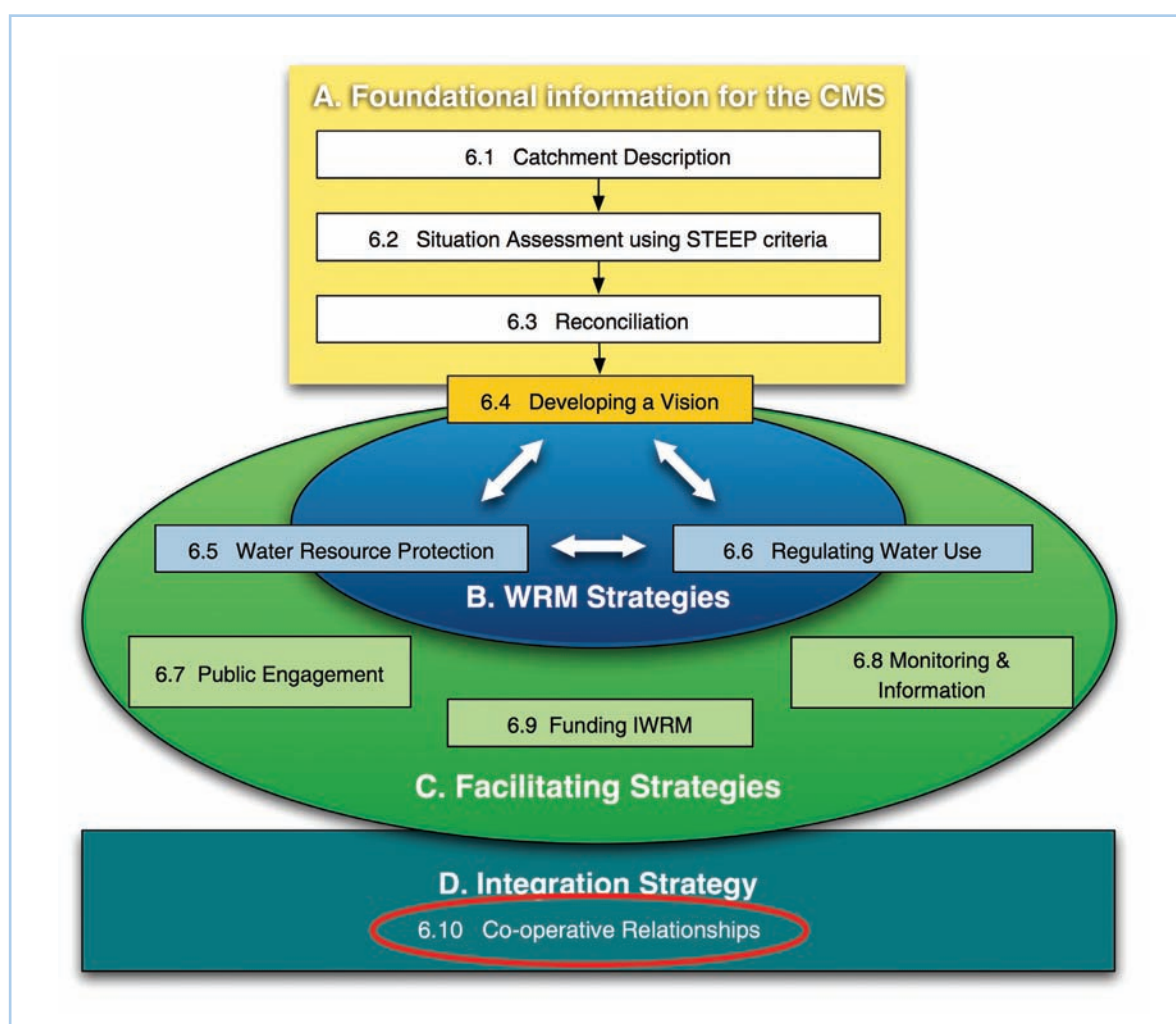 A. Foundational information for the CMS
6.1 Catchment Description
6.2 Situation Assessment using STEEP criteria
6.3 Reconciliation
6.4 Developing a Vision
6.5 Water Resource Protection
6.6 Regulating Water Use
B. WRM Strategies
6.7 Public Engagement
6.8 Monitoring &
Information
6.9 Funding IWRM
C. Facilitating Strategies
D. Integration Strategy
6.10 Co-operative Relationships